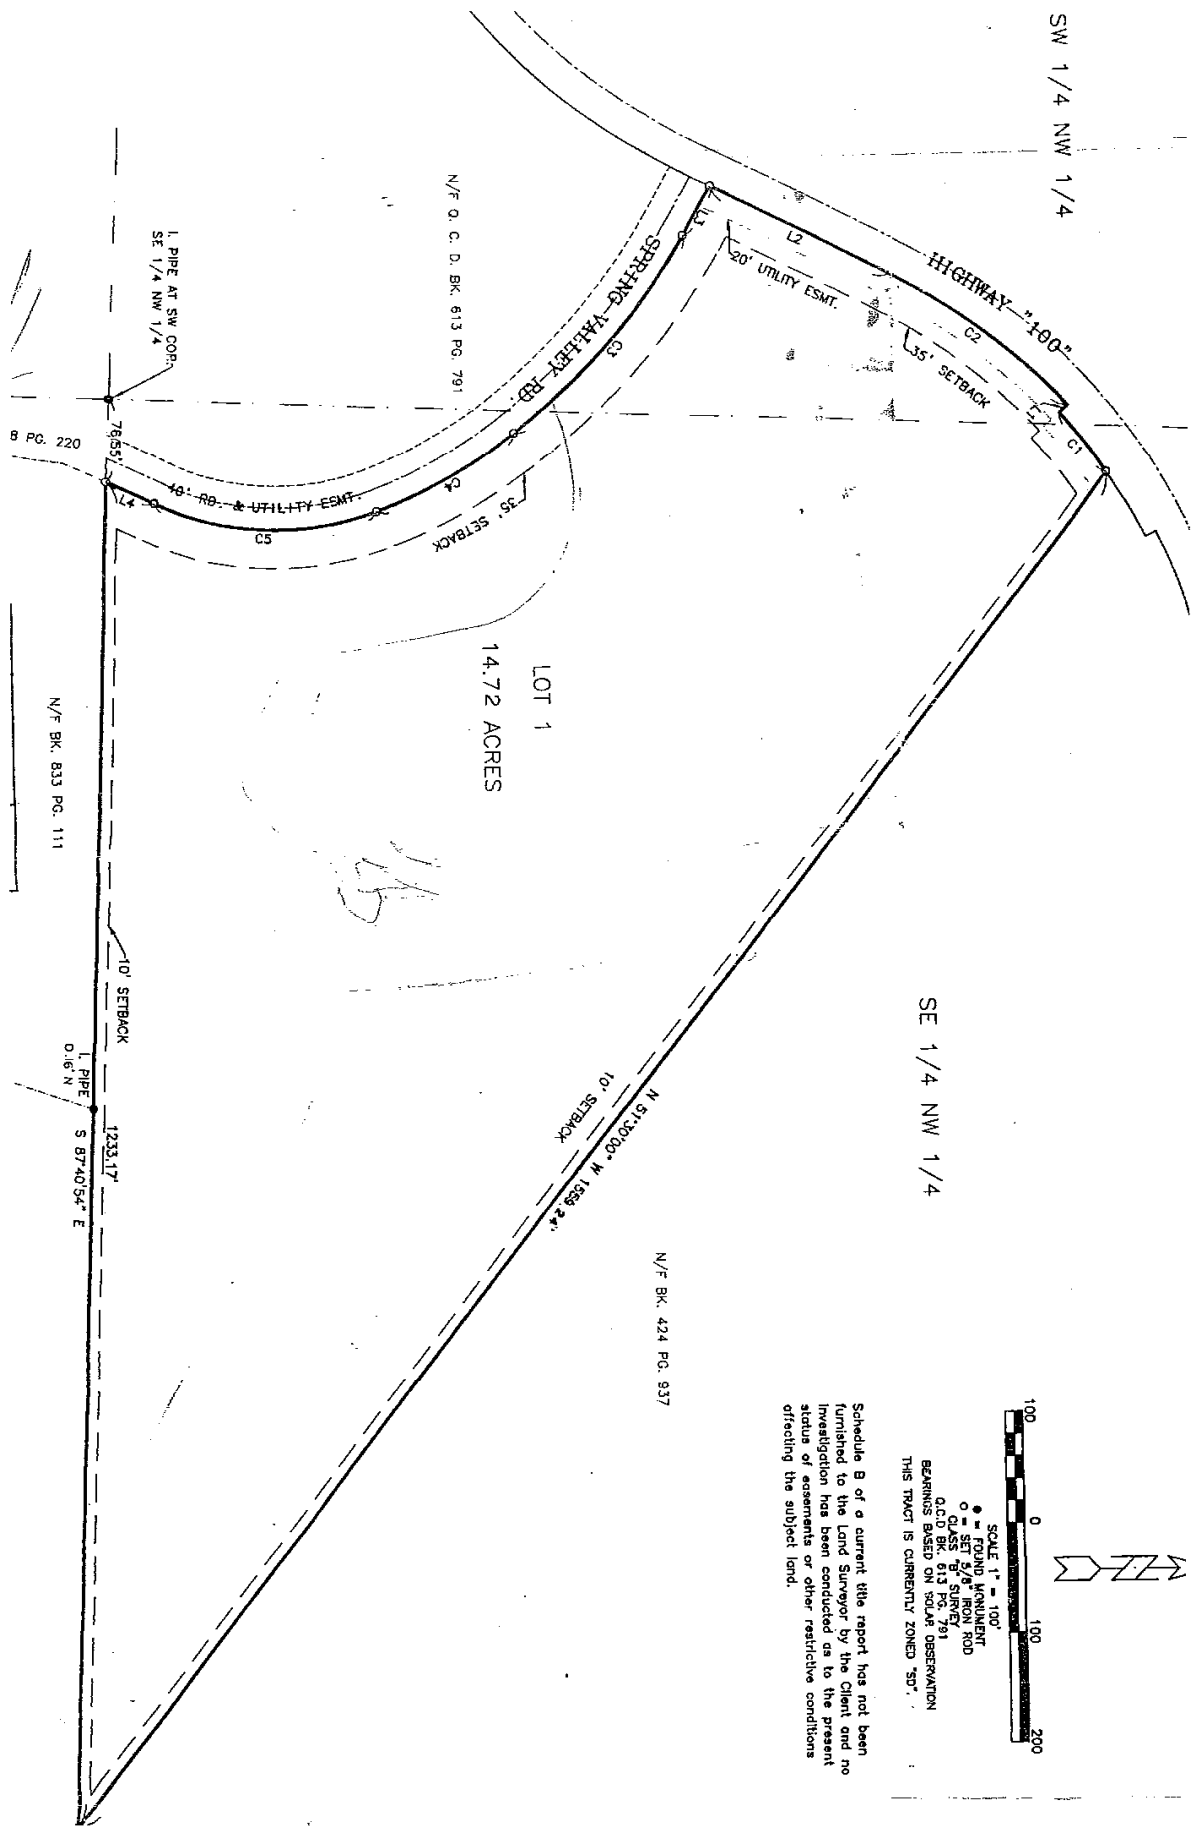 SW 1/4 NW 1/4
HIGHWAY "100"
L2
C2
C1
L3
20' UTILITY ESMT.
35' SETBACK
SPRING VALLEY RD.
C3
N/F Q. C. D. BK. 613 PG. 791
I. PIPE AT SW COR.
SE 1/4 NW 1/4
76.55'
8 PG. 220
L4
40' RD. & UTILITY ESMT.
C4
C5
35' SETBACK
LOT 1
14.72 ACRES
N/F BK. 833 PG. 111
10' SETBACK
I. PIPE
0.16' N
1233.17'
S 87°40'54" E
SE 1/4 NW 1/4
10' SETBACK
N 51°30'00" W 1569.24'
N/F BK. 424 PG. 937
N
100 0 100 200
SCALE 1" = 100'
● = FOUND MONUMENT
○ = SET 5/8" IRON ROD
CLASS "B" SURVEY
Q.C.D BK. 613 PG. 791
BEARINGS BASED ON SOLAR OBSERVATION
THIS TRACT IS CURRENTLY ZONED "SD".
Schedule B of a current title report has not been
furnished to the Land Surveyor by the Client and no
investigation has been conducted as to the present
status of easements or other restrictive conditions
affecting the subject land.